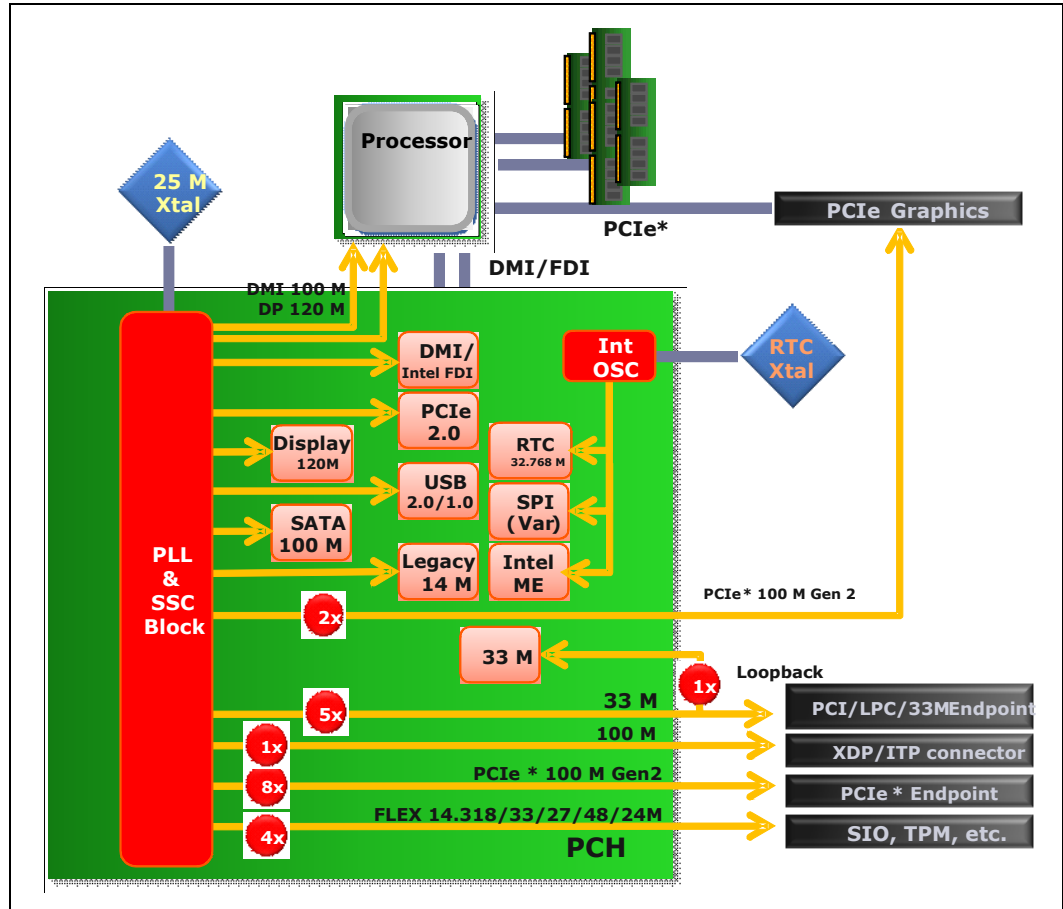 Processor
25 M
Xtal
PCIe Graphics
PCIe*
DMI/FDI
DMI 100 M
DP 120 M
DMI/
Intel FDI
Int
OSC
RTC
Xtal
PCIe
2.0
Display
120M
RTC
32.768 M
USB
2.0/1.0
SPI
(Var)
SATA
100 M
Legacy
14 M
Intel
ME
PLL
&
SSC
Block
PCIe* 100 M Gen 2
2x
33 M
Loopback
1x
33 M
5x
PCI/LPC/33MEndpoint
100 M
1x
XDP/ITP connector
PCIe * 100 M Gen2
8x
PCIe * Endpoint
FLEX 14.318/33/27/48/24M
4x
SIO, TPM, etc.
PCH